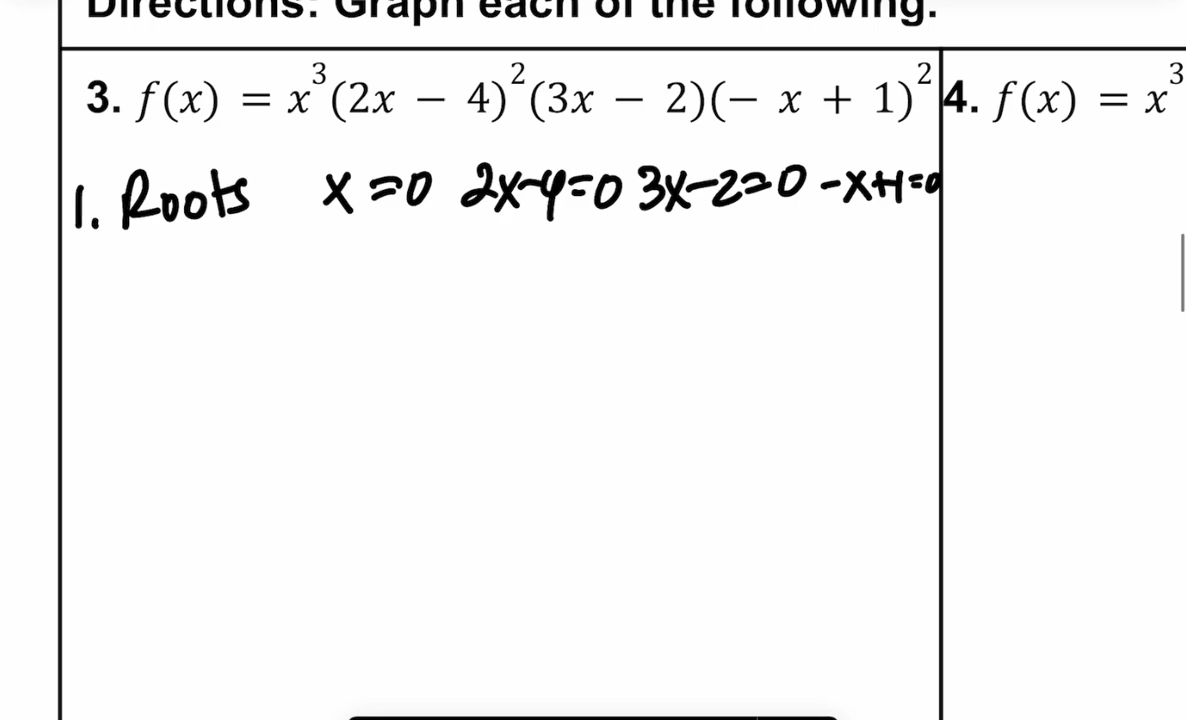 Directions: Graph each of the following.
3. f(x) = x³(2x − 4)²(3x − 2)(− x + 1)²
4. f(x) = x³
1. Roots x=0 2x-4=0 3x-2=0 -x+1=0